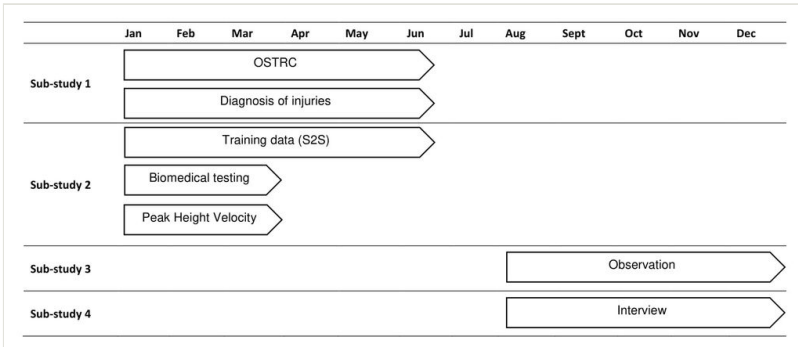 Jan Feb Mar Apr May Jun Jul Aug Sept Oct Nov Dec
Sub-study 1
OSTRC
Diagnosis of injuries
Sub-study 2
Training data (S2S)
Biomedical testing
Peak Height Velocity
Sub-study 3
Observation
Sub-study 4
Interview